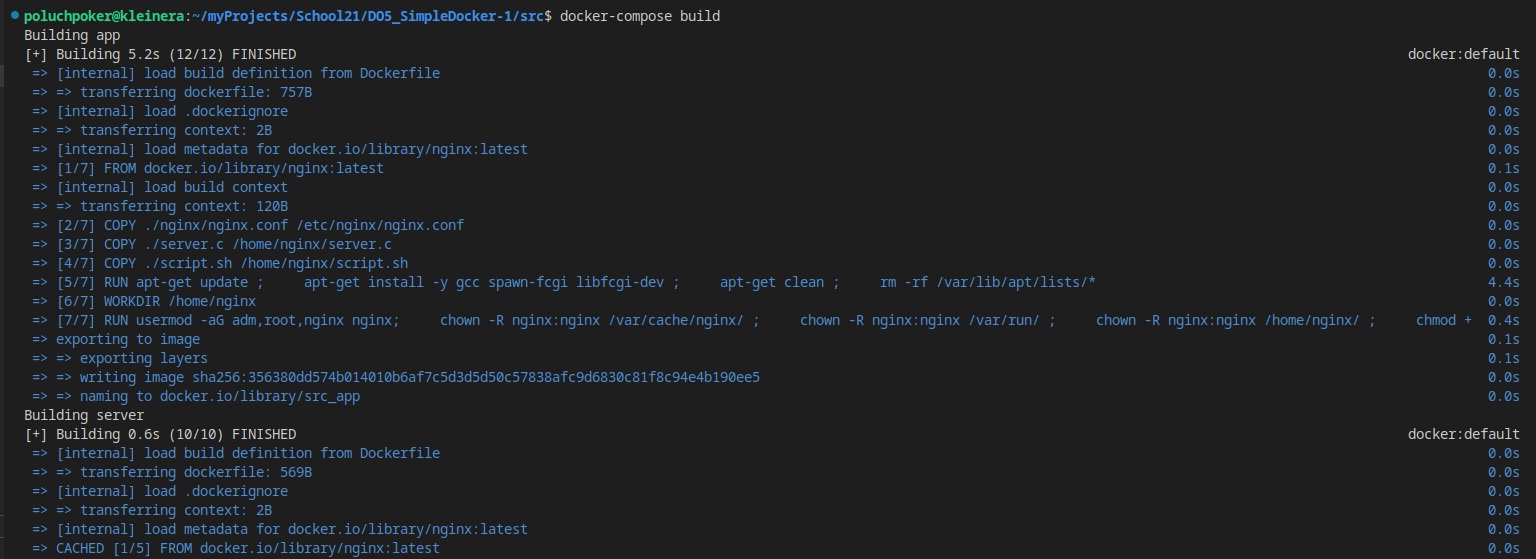 poluchpoker@kleinera:~/myProjects/School21/DO5_SimpleDocker-1/src$ docker-compose build
Building app
[+] Building 5.2s (12/12) FINISHED docker:default
=> [internal] load build definition from Dockerfile 0.0s
=> => transferring dockerfile: 757B 0.0s
=> [internal] load .dockerignore 0.0s
=> => transferring context: 2B 0.0s
=> [internal] load metadata for docker.io/library/nginx:latest 0.0s
=> [1/7] FROM docker.io/library/nginx:latest 0.1s
=> [internal] load build context 0.0s
=> => transferring context: 120B 0.0s
=> [2/7] COPY ./nginx/nginx.conf /etc/nginx/nginx.conf 0.0s
=> [3/7] COPY ./server.c /home/nginx/server.c 0.0s
=> [4/7] COPY ./script.sh /home/nginx/script.sh 0.0s
=> [5/7] RUN apt-get update ;     apt-get install -y gcc spawn-fcgi libfcgi-dev ;     apt-get clean ;     rm -rf /var/lib/apt/lists/* 4.4s
=> [6/7] WORKDIR /home/nginx 0.0s
=> [7/7] RUN usermod -aG adm,root,nginx nginx;     chown -R nginx:nginx /var/cache/nginx/ ;     chown -R nginx:nginx /var/run/ ;     chown -R nginx:nginx /home/nginx/ ;     chmod + 0.4s
=> exporting to image 0.1s
=> => exporting layers 0.1s
=> => writing image sha256:356380dd574b014010b6af7c5d3d5d50c57838afc9d6830c81f8c94e4b190ee5 0.0s
=> => naming to docker.io/library/src_app 0.0s
Building server
[+] Building 0.6s (10/10) FINISHED docker:default
=> [internal] load build definition from Dockerfile 0.0s
=> => transferring dockerfile: 569B 0.0s
=> [internal] load .dockerignore 0.0s
=> => transferring context: 2B 0.0s
=> [internal] load metadata for docker.io/library/nginx:latest 0.0s
=> CACHED [1/5] FROM docker.io/library/nginx:latest 0.0s